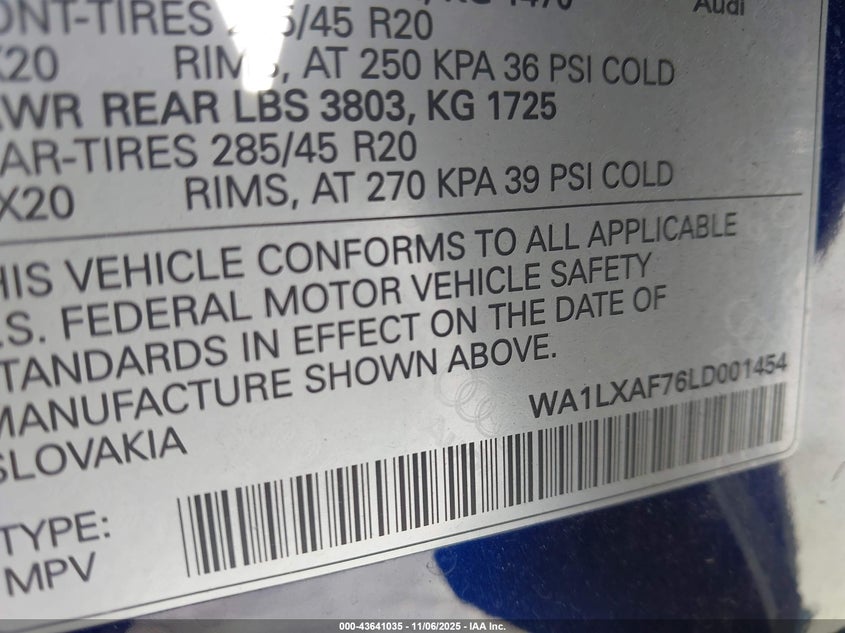 ONT-TIRES /45 R20
X20 RIMS, AT 250 KPA 36 PSI COLD
AWR REAR LBS 3803, KG 1725
AR-TIRES 285/45 R20
X20 RIMS, AT 270 KPA 39 PSI COLD
HIS VEHICLE CONFORMS TO ALL APPLICABLE
.S. FEDERAL MOTOR VEHICLE SAFETY
TANDARDS IN EFFECT ON THE DATE OF
MANUFACTURE SHOWN ABOVE.
WA1LXAF76LD001454
SLOVAKIA
TYPE:
MPV
Audi
000-43641035 - 11/06/2025 - IAA Inc.